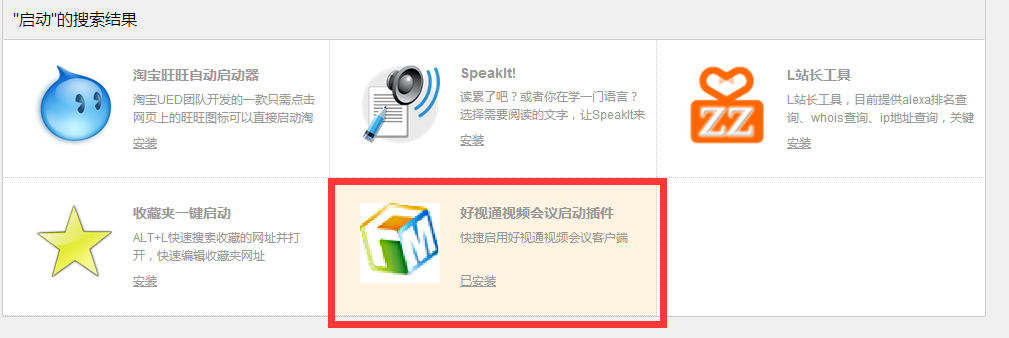 "启动"的搜索结果
淘宝旺旺自动启动器
淘宝UED团队开发的一款只需点击
网页上的旺旺图标可以直接启动淘
安装
SpeakIt!
读累了吧？或者你在学一门语言？
选择需要阅读的文字，让SpeakIt来
安装
L站长工具
L站长工具，目前提供alexa排名查
询、whois查询、ip地址查询，关键
安装
ZZ
收藏夹一键启动
ALT+L快速搜索收藏的网址并打
开，快速编辑收藏夹网址
安装
FM
好视通视频会议启动插件
快捷启用好视通视频会议客户端
已安装